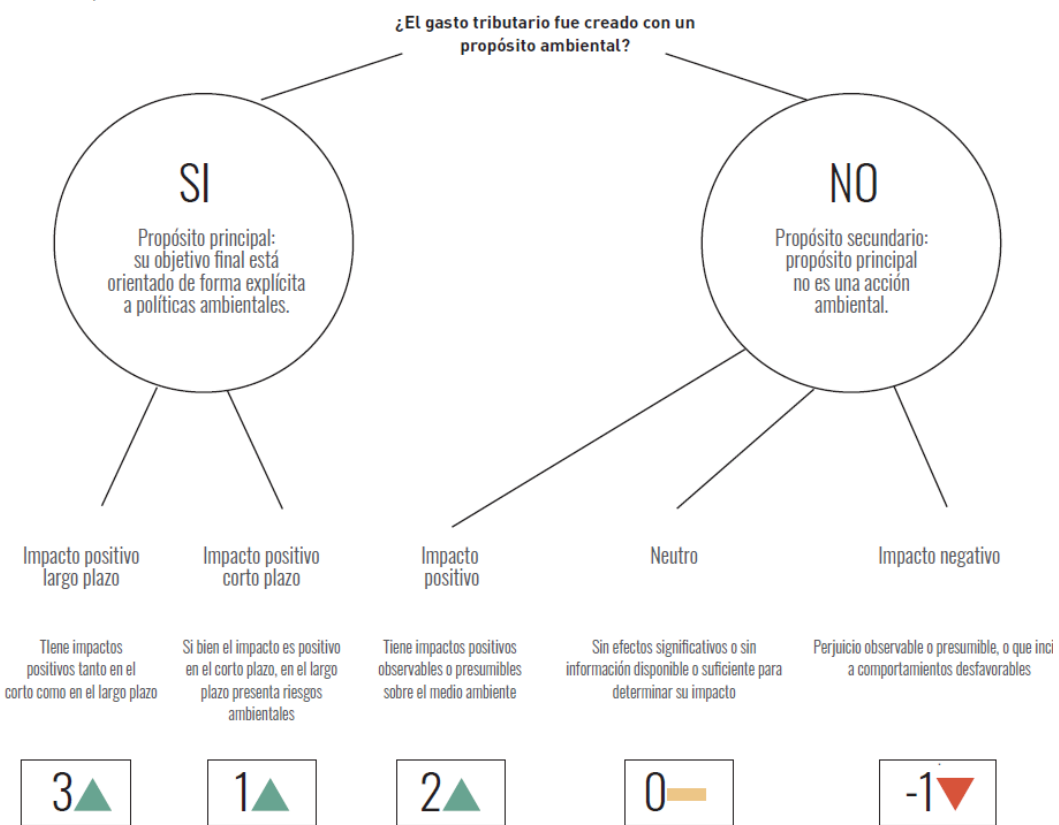 ¿El gasto tributario fue creado con un
propósito ambiental?
SI
Propósito principal:
su objetivo final está
orientado de forma explícita
a políticas ambientales.
NO
Propósito secundario:
propósito principal
no es una acción
ambiental.
Impacto positivo
largo plazo
Impacto positivo
corto plazo
Impacto
positivo
Neutro
Impacto negativo
TIene impactos
positivos tanto en el
corto como en el largo plazo
Si bien el impacto es positivo
en el corto plazo, en el largo
plazo presenta riesgos
ambientales
Tiene impactos positivos
observables o presumibles
sobre el medio ambiente
Sin efectos significativos o sin
información disponible o suficiente para
determinar su impacto
Perjuicio observable o presumible, o que inci
a comportamientos desfavorables
3
1
2
0
-1